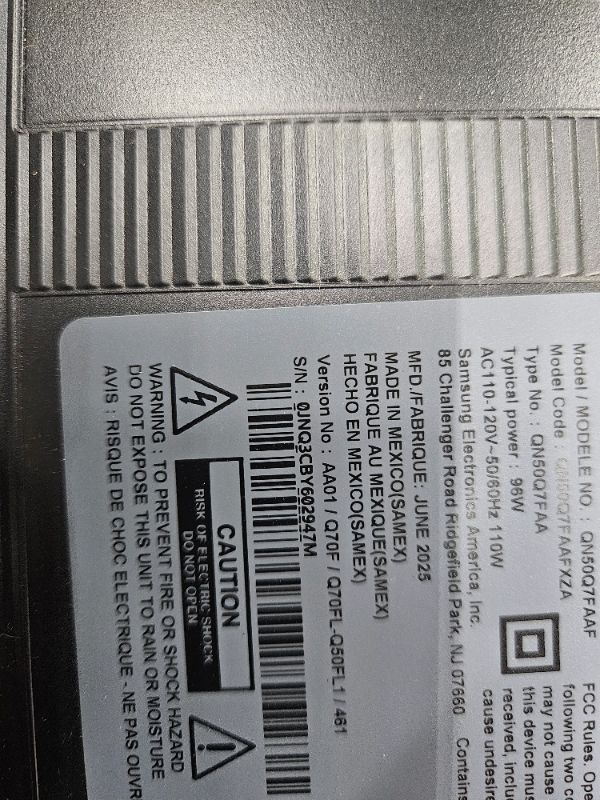 Model / MODELE NO. : QN50Q7FAAF
Model Code : QN50Q7FAAFXZA
Type No. : QN50Q7FAA
Typical power : 96W
AC110-120V~50/60Hz 110W
Samsung Electronics America, Inc.
85 Challenger Road Ridgefield Park, NJ 07660
MFD./FABRIQUE: JUNE 2025
MADE IN MEXICO(SAMEX)
FABRIQUE AU MEXIQUE(SAMEX)
HECHO EN MEXICO(SAMEX)
Version No : AA01 / Q70F / Q70FL-Q50FL1 / 461
S/N : 0JNQ3CBY602947M
CAUTION
RISK OF ELECTRIC SHOCK
DO NOT OPEN
WARNING : TO PREVENT FIRE OR SHOCK HAZARD
DO NOT EXPOSE THIS UNIT TO RAIN OR MOISTURE
AVIS : RISQUE DE CHOC ELECTRIQUE - NE PAS OUVR
FCC Rules. Ope
following two co
may not cause
this device mus
received, inclu
cause undesir
Contains